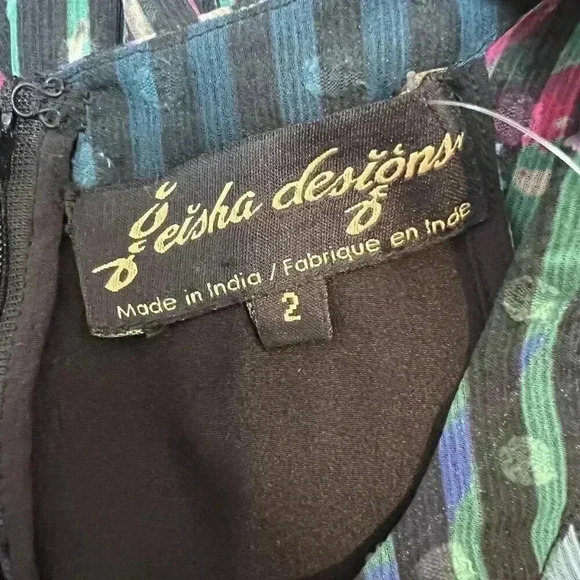 geisha designs
Made in India / Fabrique en Inde
2